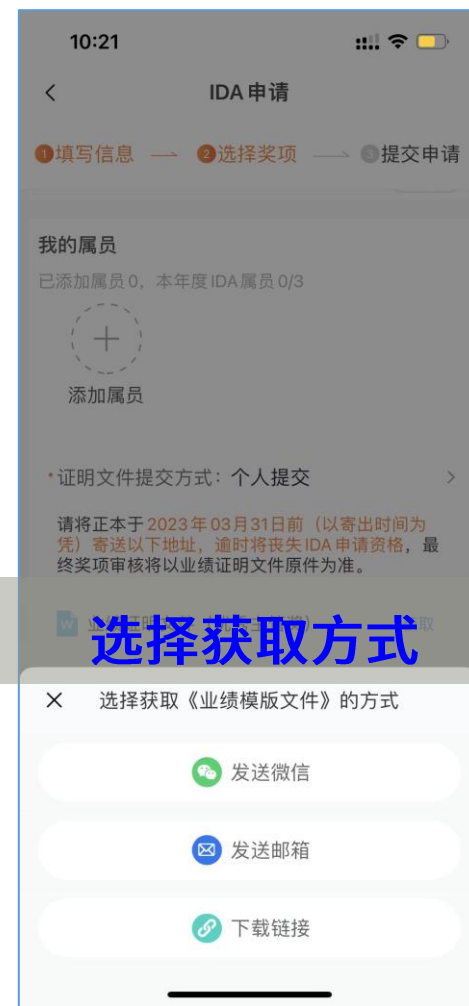 10:21
IDA 申请
1填写信息 2选择奖项 3提交申请
我的属员
已添加属员 0，本年度 IDA 属员 0/3
添加属员
*证明文件提交方式：个人提交
请将正本于 2023 年 03月31日前（以寄出时间为
凭）寄送以下地址，逾时将丧失 IDA 申请资格，最
终奖项审核将以业绩证明文件原件为准。
选择获取方式
选择获取《业绩模版文件》的方式
发送微信
发送邮箱
下载链接